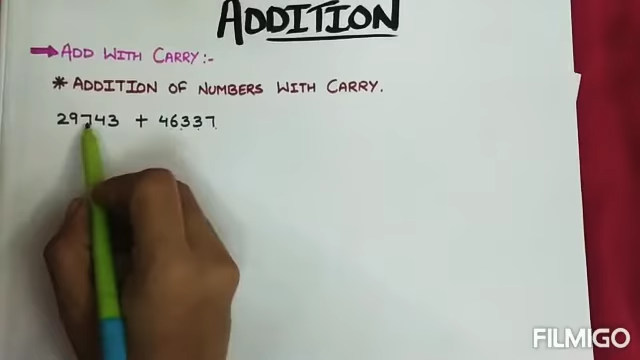 ADDITION
ADD WITH CARRY:-
* ADDITION OF NUMBERS WITH CARRY.
29743 + 46337
FILMIGO